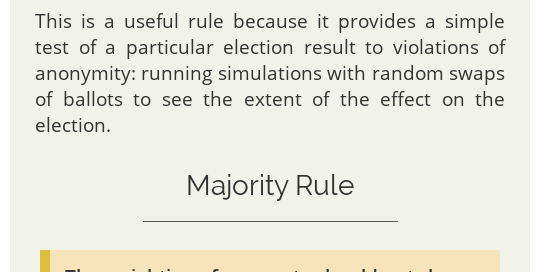 This is a useful rule because it provides a simple
test of a particular election result to violations of
anonymity: running simulations with random swaps
of ballots to see the extent of the effect on the
election.
Majority Rule